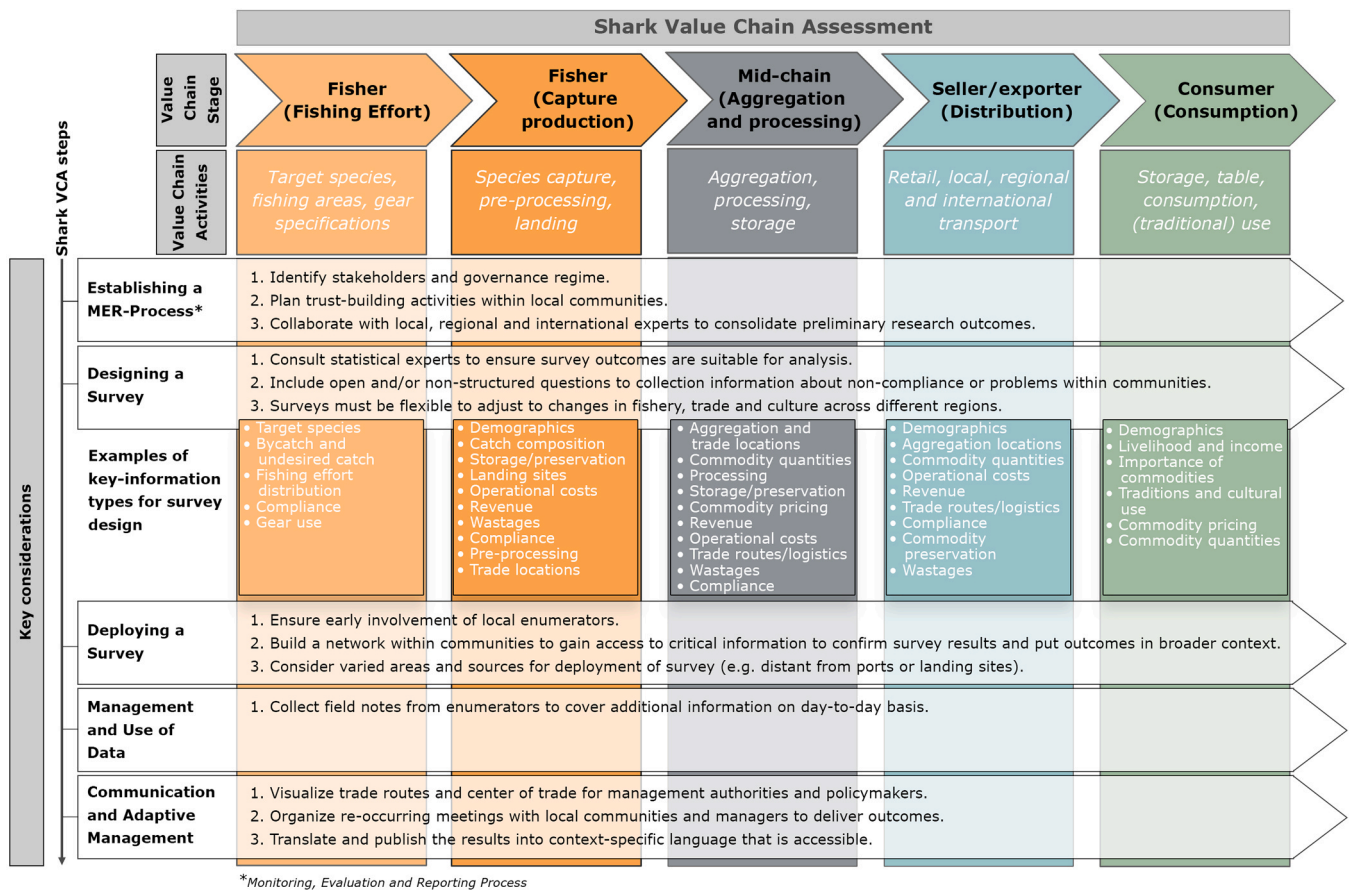 Shark Value Chain Assessment
Value
Chain
Stage
Fisher
(Fishing Effort)
Fisher
(Capture
production)
Mid-chain
(Aggregation
and processing)
Seller/exporter
(Distribution)
Consumer
(Consumption)
Shark VCA steps
Value Chain
Activities
Target species,
fishing areas, gear
specifications
Species capture,
pre-processing,
landing
Aggregation,
processing,
storage
Retail, local, regional
and international
transport
Storage, table,
consumption,
(traditional) use
Key considerations
Establishing a
MER-Process*
1. Identify stakeholders and governance regime.
2. Plan trust-building activities within local communities.
3. Collaborate with local, regional and international experts to consolidate preliminary research outcomes.
Designing a
Survey
1. Consult statistical experts to ensure survey outcomes are suitable for analysis.
2. Include open and/or non-structured questions to collection information about non-compliance or problems within communities.
3. Surveys must be flexible to adjust to changes in fishery, trade and culture across different regions.
Examples of
key-information
types for survey
design
• Target species
• Bycatch and
undesired catch
• Fishing effort
distribution
• Compliance
• Gear use
• Demographics
• Catch composition
• Storage/preservation
• Landing sites
• Operational costs
• Revenue
• Wastages
• Compliance
• Pre-processing
• Trade locations
• Aggregation and
trade locations
• Commodity quantities
• Processing
• Storage/preservation
• Commodity pricing
• Revenue
• Operational costs
• Trade routes/logistics
• Wastages
• Compliance
• Demographics
• Aggregation locations
• Commodity quantities
• Operational costs
• Revenue
• Trade routes/logistics
• Compliance
• Commodity
preservation
• Wastages
• Demographics
• Livelihood and income
• Importance of
commodities
• Traditions and cultural
use
• Commodity pricing
• Commodity quantities
Deploying a
Survey
1. Ensure early involvement of local enumerators.
2. Build a network within communities to gain access to critical information to confirm survey results and put outcomes in broader context.
3. Consider varied areas and sources for deployment of survey (e.g. distant from ports or landing sites).
Management
and Use of
Data
1. Collect field notes from enumerators to cover additional information on day-to-day basis.
Communication
and Adaptive
Management
1. Visualize trade routes and center of trade for management authorities and policymakers.
2. Organize re-occurring meetings with local communities and managers to deliver outcomes.
3. Translate and publish the results into context-specific language that is accessible.
*Monitoring, Evaluation and Reporting Process